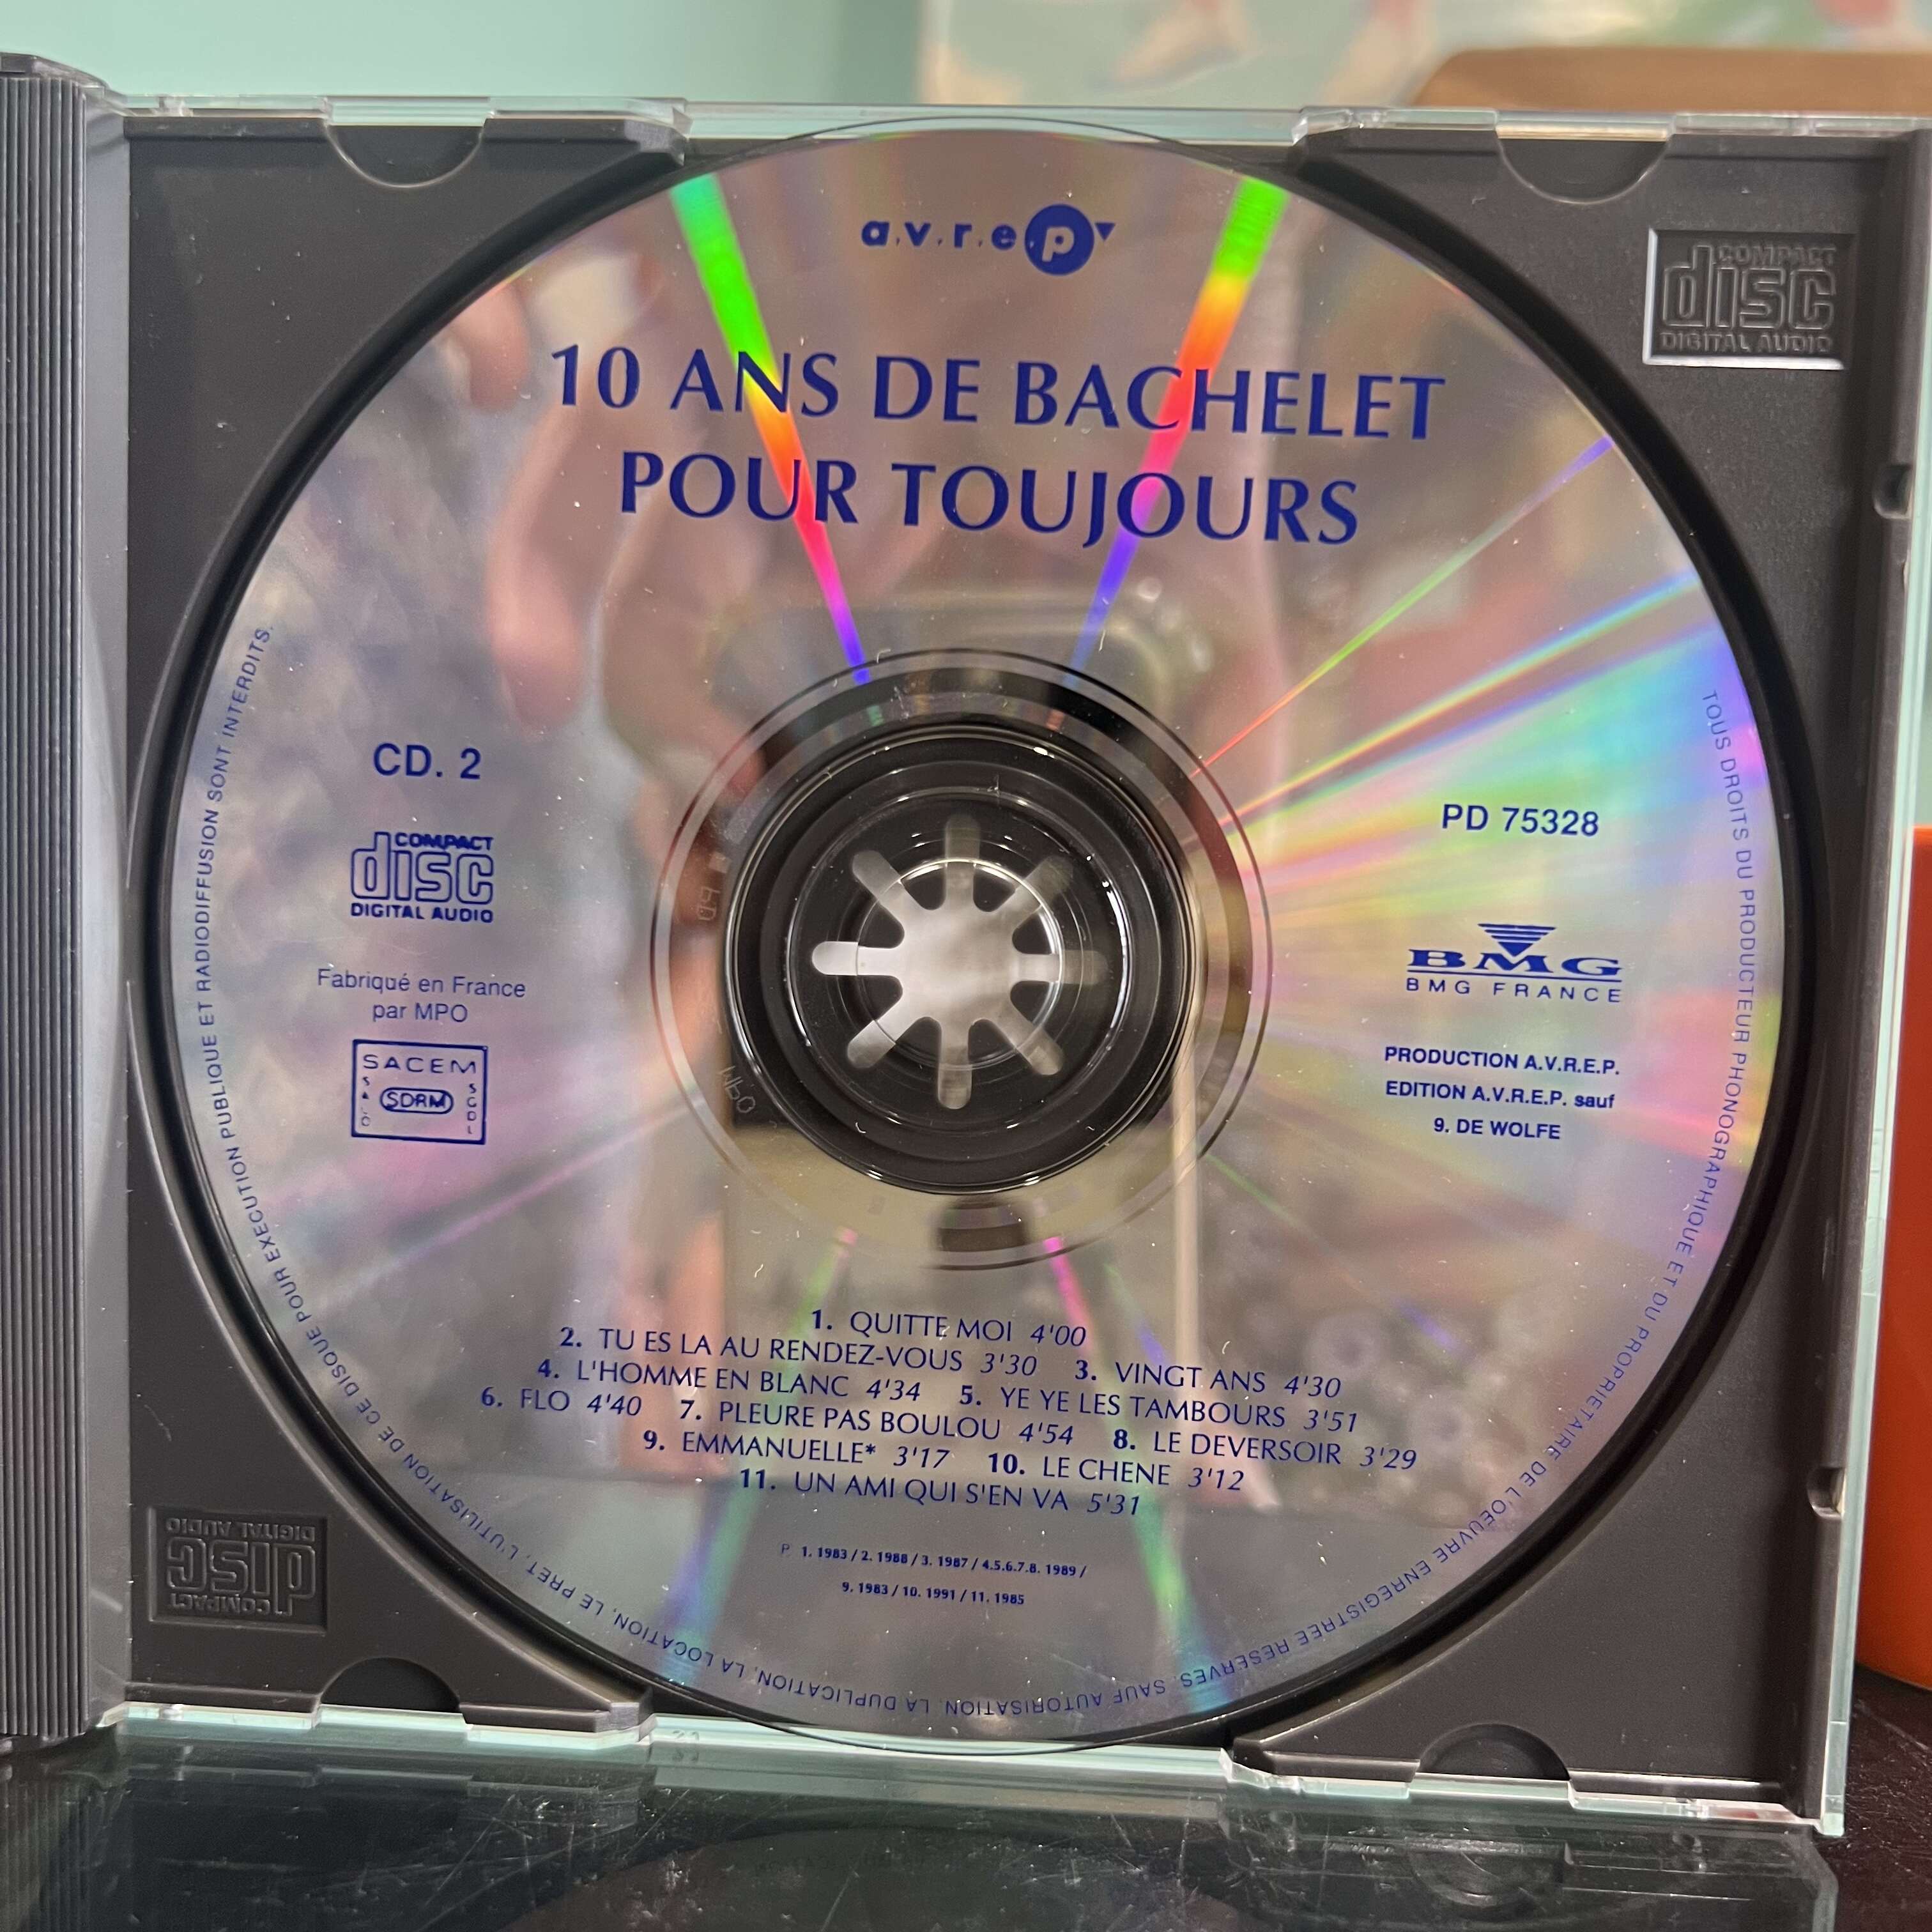 a.v.r.e.p
10 ANS DE BACHELET
POUR TOUJOURS
CD. 2
COMPACT
disc
DIGITAL AUDIO
Fabriqué en France
par MPO
SACEM
SACD
SDRM
SGDL
PD 75328
BMG
BMG FRANCE
PRODUCTION A.V.R.E.P.
EDITION A.V.R.E.P. sauf
9. DE WOLFE
1. QUITTE MOI 4'00
2. TU ES LA AU RENDEZ-VOUS 3'30 3. VINGT ANS 4'30
4. L'HOMME EN BLANC 4'34 5. YE YE LES TAMBOURS 3'51
6. FLO 4'40 7. PLEURE PAS BOULOU 4'54 8. LE DEVERSOIR 3'29
9. EMMANUELLE* 3'17 10. LE CHENE 3'12
11. UN AMI QUI S'EN VA 5'31
P 1. 1983 / 2. 1988 / 3. 1987 / 4.5.6.7.8. 1989 /
9. 1983 / 10. 1991 / 11. 1985
TOUS DROITS DU PRODUCTEUR PHONOGRAPHIQUE ET DU PROPRIETAIRE DE L'OEUVRE ENREGISTREE RESERVES. SAUF AUTORISATION, LA DUPLICATION, LA LOCATION, LE PRET, L'UTILISATION DE CE DISQUE POUR EXECUTION PUBLIQUE ET RADIODIFFUSION SONT INTERDITS.
COMPACT
disc
DIGITAL AUDIO
COMPACT
disc
DIGITAL AUDIO